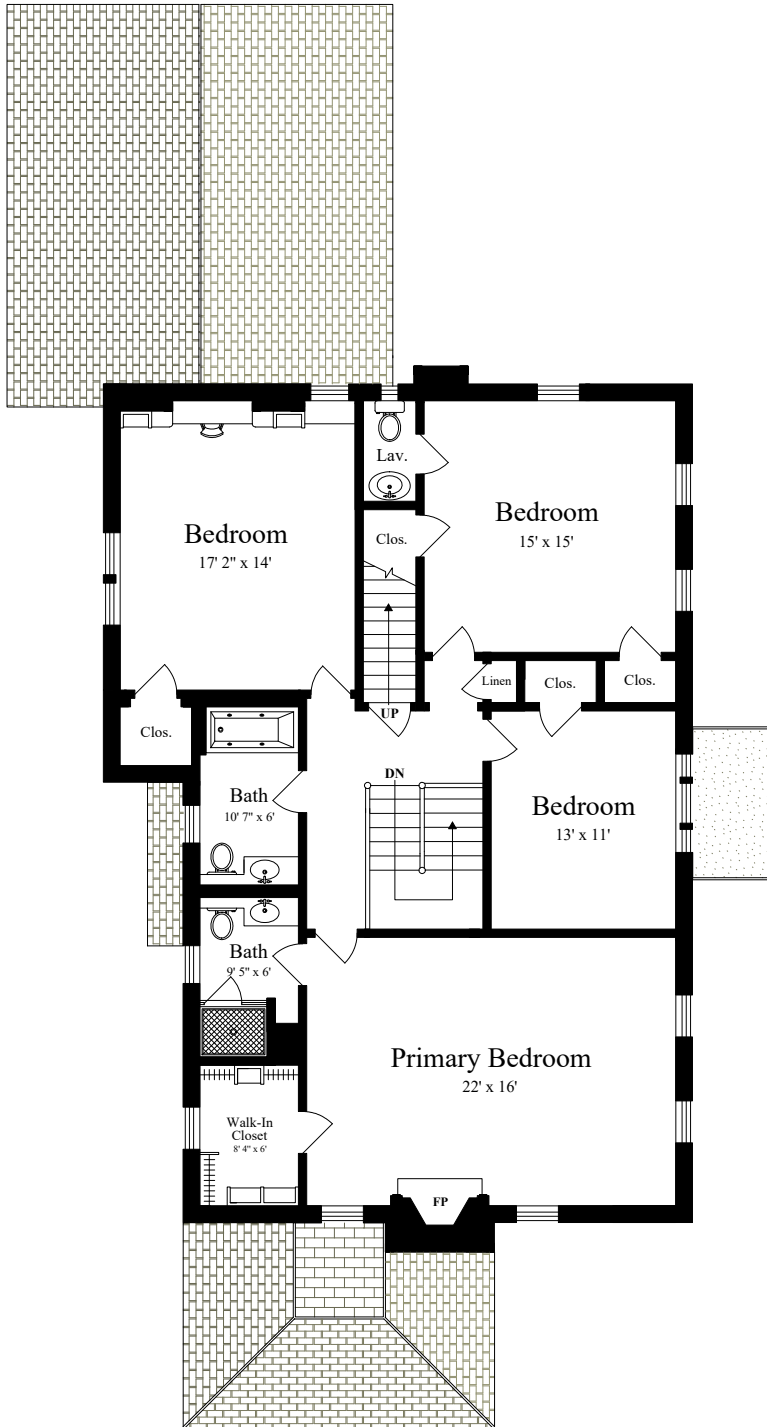 Lav.
Bedroom
15' x 15'
Bedroom
17' 2" x 14'
Clos.
Linen
Clos.
Clos.
UP
Clos.
DN
Bath
10' 7" x 6'
Bedroom
13' x 11'
Bath
9' 5" x 6'
Primary Bedroom
22' x 16'
Walk-In
Closet
8' 4" x 6'
FP